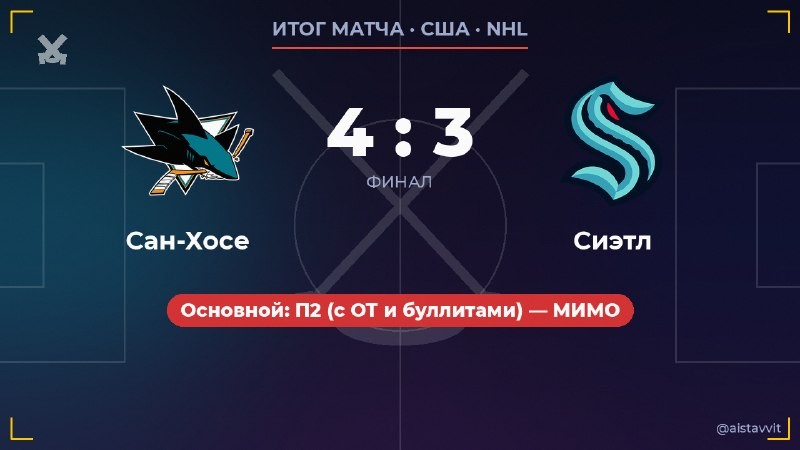 ИТОГ МАТЧА · США · NHL
4 : 3
ФИНАЛ
Сан-Хосе
Сиэтл
Основной: П2 (с ОТ и буллитами) — МИМО
@aistavvit